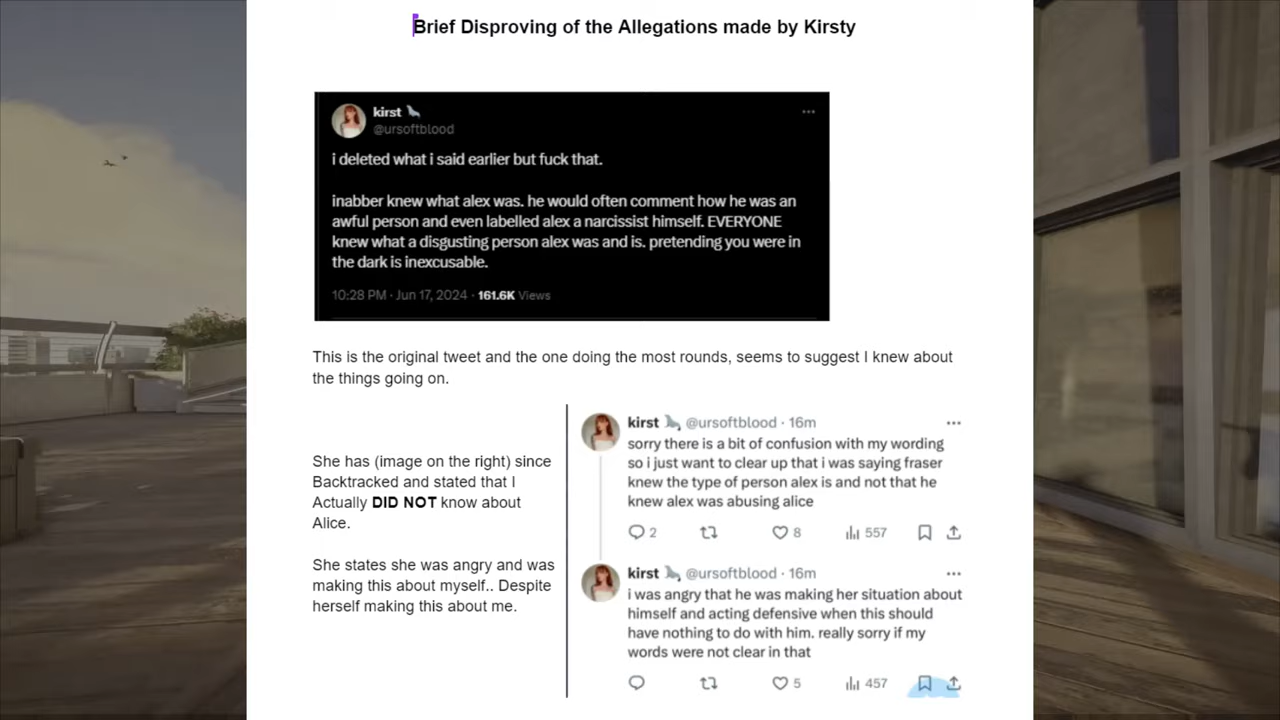 Brief Disproving of the Allegations made by Kirsty
kirst
@ursoftblood
i deleted what i said earlier but fuck that.
inabber knew what alex was. he would often comment how he was an
awful person and even labelled alex a narcissist himself. EVERYONE
knew what a disgusting person alex was and is. pretending you were in
the dark is inexcusable.
10:28 PM · Jun 17, 2024 · 161.6K Views
This is the original tweet and the one doing the most rounds, seems to suggest I knew about
the things going on.
She has (image on the right) since
Backtracked and stated that I
Actually DID NOT know about
Alice.
She states she was angry and was
making this about myself.. Despite
herself making this about me.
kirst @ursoftblood · 16m
sorry there is a bit of confusion with my wording
so i just want to clear up that i was saying fraser
knew the type of person alex is and not that he
knew alex was abusing alice
2 8 557
kirst @ursoftblood · 16m
i was angry that he was making her situation about
himself and acting defensive when this should
have nothing to do with him. really sorry if my
words were not clear in that
5 457